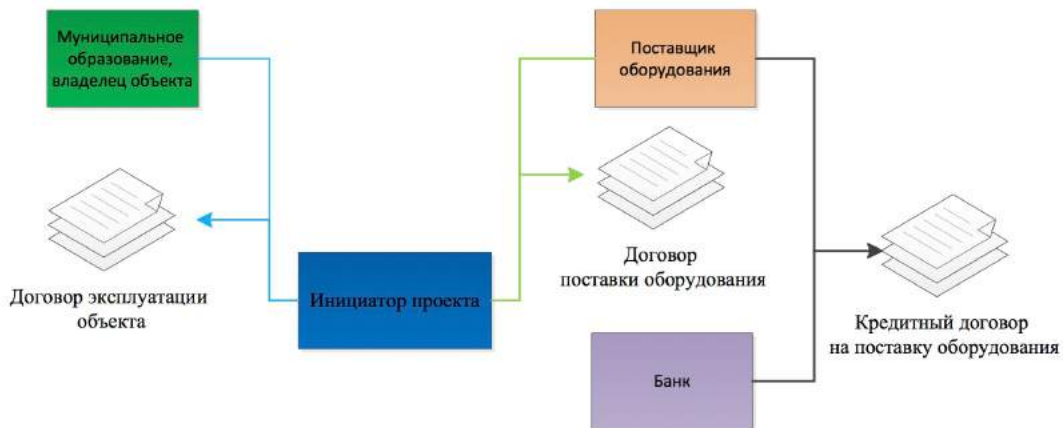 Муниципальное
образование,
владелец объекта
Поставщик
оборудования
Договор эксплуатации
объекта
Инициатор проекта
Договор
поставки оборудования
Банк
Кредитный договор
на поставку оборудования